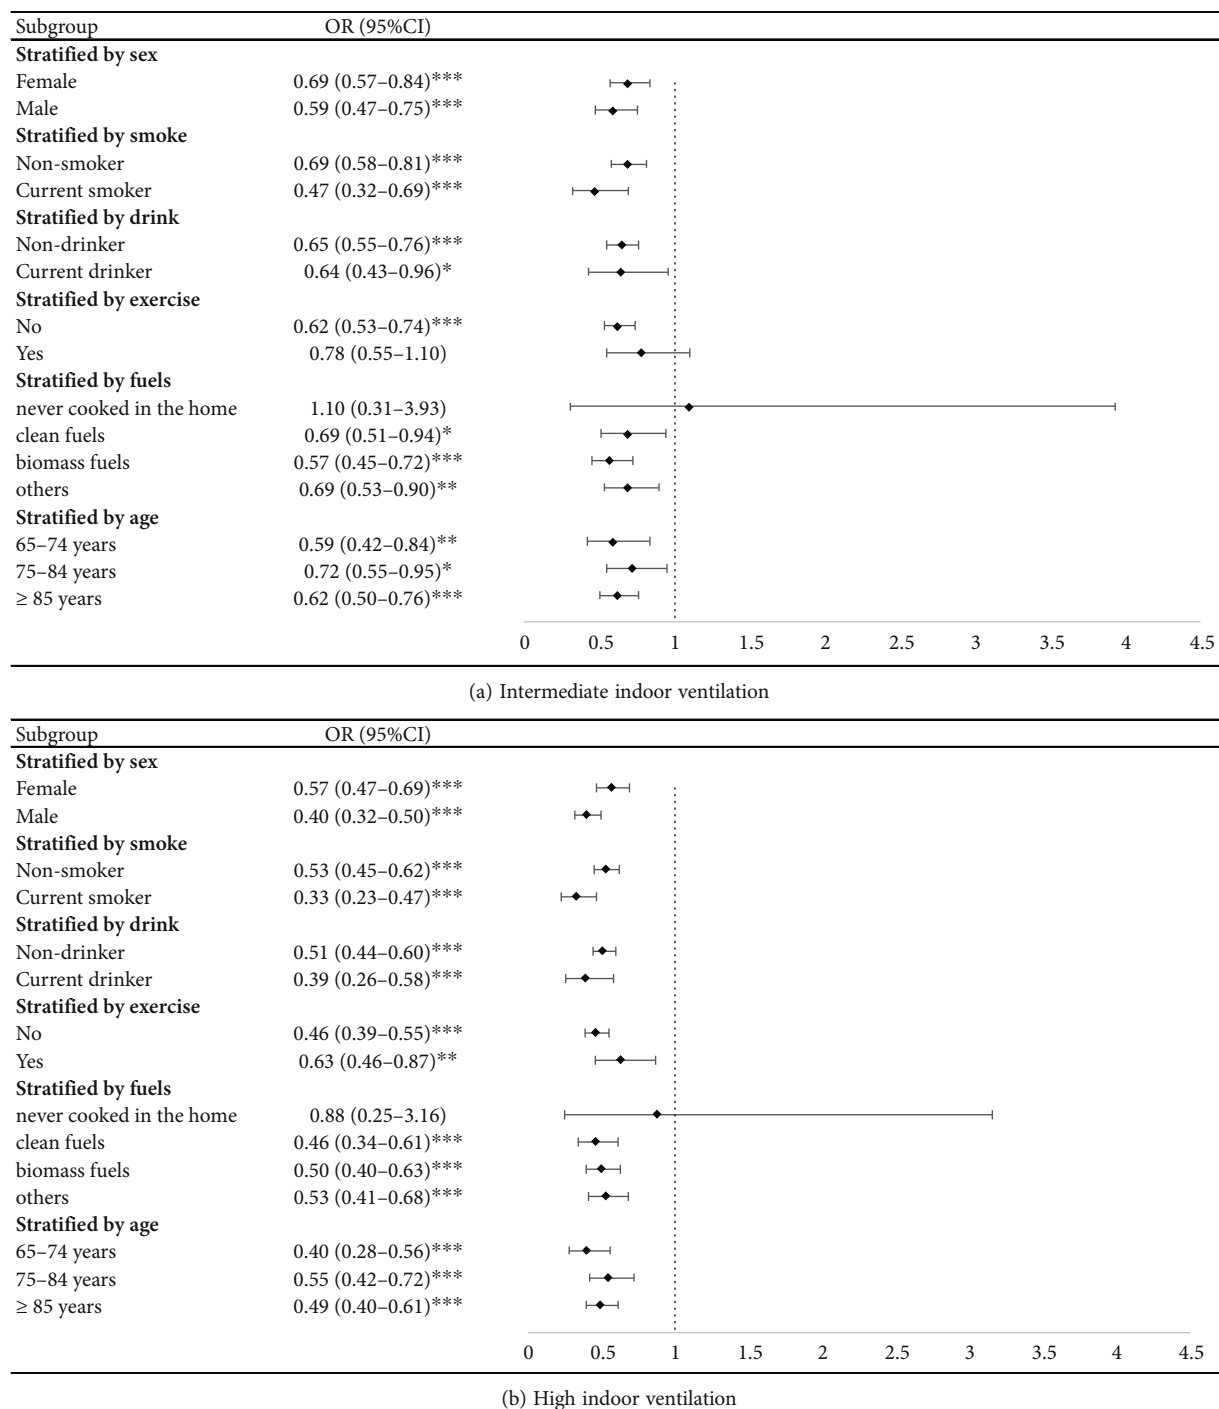 Subgroup OR (95%CI)
Stratified by sex
Female 0.69 (0.57–0.84)***
Male 0.59 (0.47–0.75)***
Stratified by smoke
Non-smoker 0.69 (0.58–0.81)***
Current smoker 0.47 (0.32–0.69)***
Stratified by drink
Non-drinker 0.65 (0.55–0.76)***
Current drinker 0.64 (0.43–0.96)*
Stratified by exercise
No 0.62 (0.53–0.74)***
Yes 0.78 (0.55–1.10)
Stratified by fuels
never cooked in the home 1.10 (0.31–3.93)
clean fuels 0.69 (0.51–0.94)*
biomass fuels 0.57 (0.45–0.72)***
others 0.69 (0.53–0.90)**
Stratified by age
65–74 years 0.59 (0.42–0.84)**
75–84 years 0.72 (0.55–0.95)*
≥ 85 years 0.62 (0.50–0.76)***
0 0.5 1 1.5 2 2.5 3 3.5 4 4.5
(a) Intermediate indoor ventilation
Subgroup OR (95%CI)
Stratified by sex
Female 0.57 (0.47–0.69)***
Male 0.40 (0.32–0.50)***
Stratified by smoke
Non-smoker 0.53 (0.45–0.62)***
Current smoker 0.33 (0.23–0.47)***
Stratified by drink
Non-drinker 0.51 (0.44–0.60)***
Current drinker 0.39 (0.26–0.58)***
Stratified by exercise
No 0.46 (0.39–0.55)***
Yes 0.63 (0.46–0.87)**
Stratified by fuels
never cooked in the home 0.88 (0.25–3.16)
clean fuels 0.46 (0.34–0.61)***
biomass fuels 0.50 (0.40–0.63)***
others 0.53 (0.41–0.68)***
Stratified by age
65–74 years 0.40 (0.28–0.56)***
75–84 years 0.55 (0.42–0.72)***
≥ 85 years 0.49 (0.40–0.61)***
0 0.5 1 1.5 2 2.5 3 3.5 4 4.5
(b) High indoor ventilation